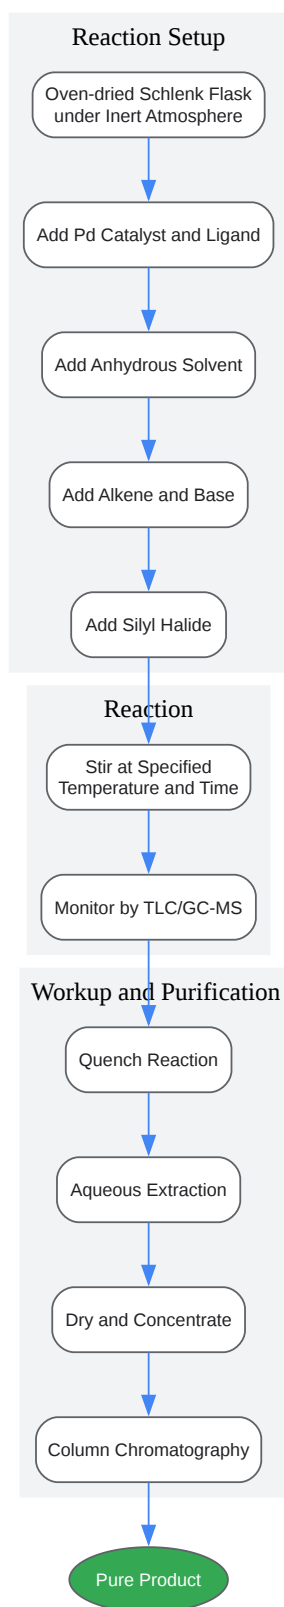 Reaction Setup
Oven-dried Schlenk Flask
under Inert Atmosphere
Add Pd Catalyst and Ligand
Add Anhydrous Solvent
Add Alkene and Base
Add Silyl Halide
Reaction
Stir at Specified
Temperature and Time
Monitor by TLC/GC-MS
Workup and Purification
Quench Reaction
Aqueous Extraction
Dry and Concentrate
Column Chromatography
Pure Product